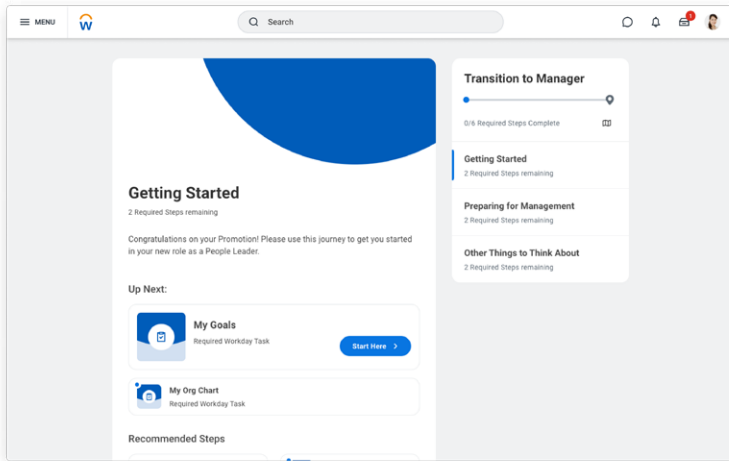 MENU
Search
1
Getting Started
2 Required Steps remaining
Congratulations on your Promotion! Please use this journey to get you started
in your new role as a People Leader.
Up Next:
My Goals
Required Workday Task
Start Here
My Org Chart
Required Workday Task
Recommended Steps
Transition to Manager
0/6 Required Steps Complete
Getting Started
2 Required Steps remaining
Preparing for Management
2 Required Steps remaining
Other Things to Think About
2 Required Steps remaining